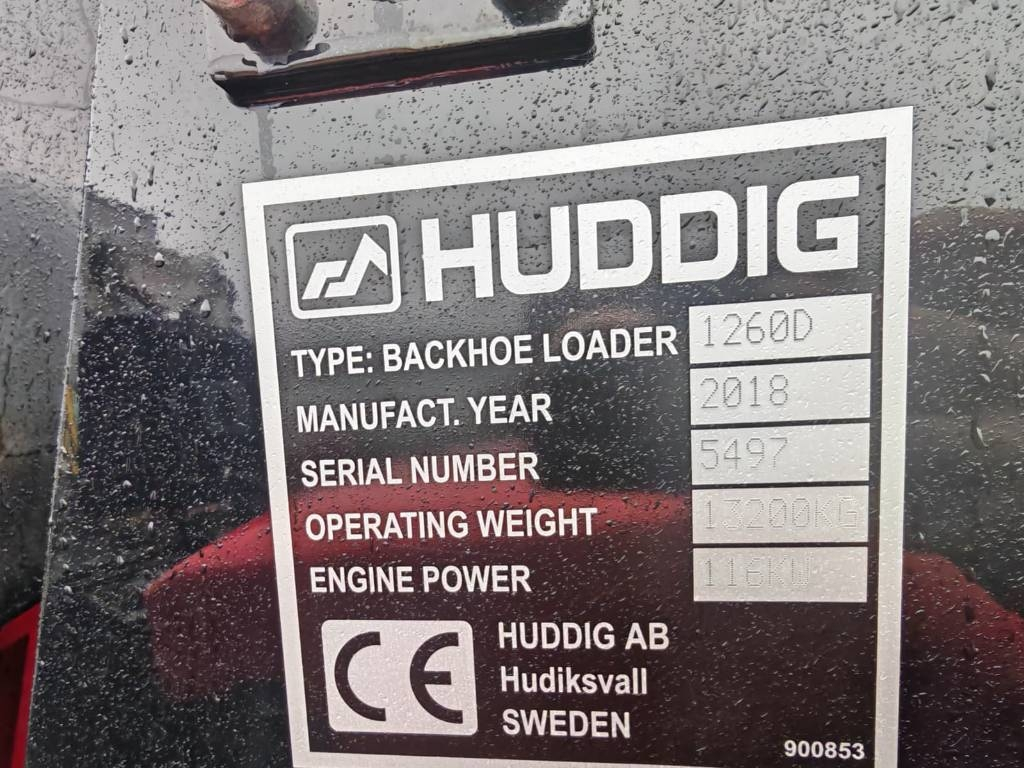 HUDDIG
TYPE: BACKHOE LOADER 1260D
MANUFACT. YEAR 2018
SERIAL NUMBER 5497
OPERATING WEIGHT 13200KG
ENGINE POWER
CE
HUDDIG AB
Hudiksvall
SWEDEN
900853